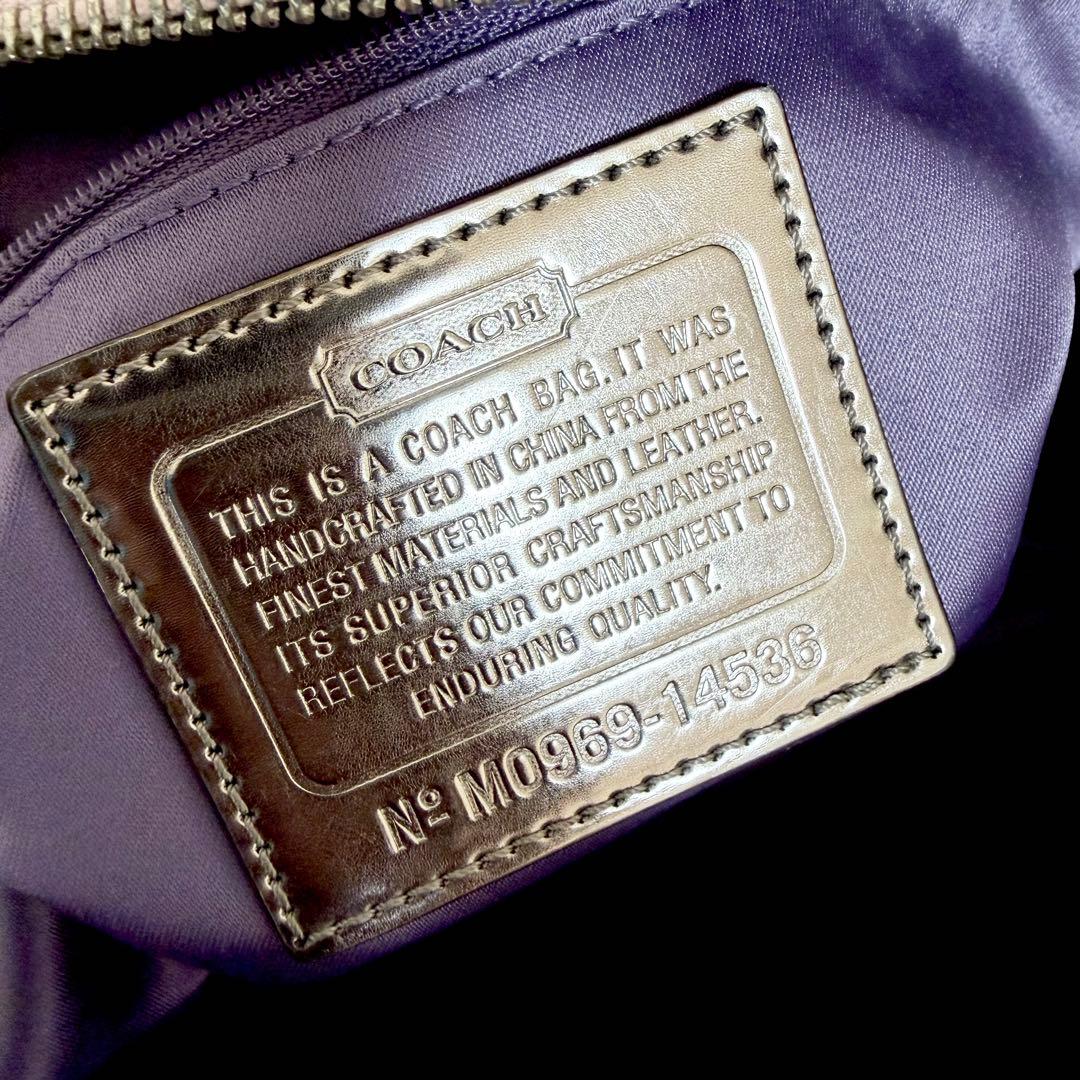 COACH
THIS IS A COACH BAG. IT WAS
HANDCRAFTED IN CHINA FROM THE
FINEST MATERIALS AND LEATHER.
ITS SUPERIOR CRAFTSMANSHIP
REFLECTS OUR COMMITMENT TO
ENDURING QUALITY.
Nº M0969-14536